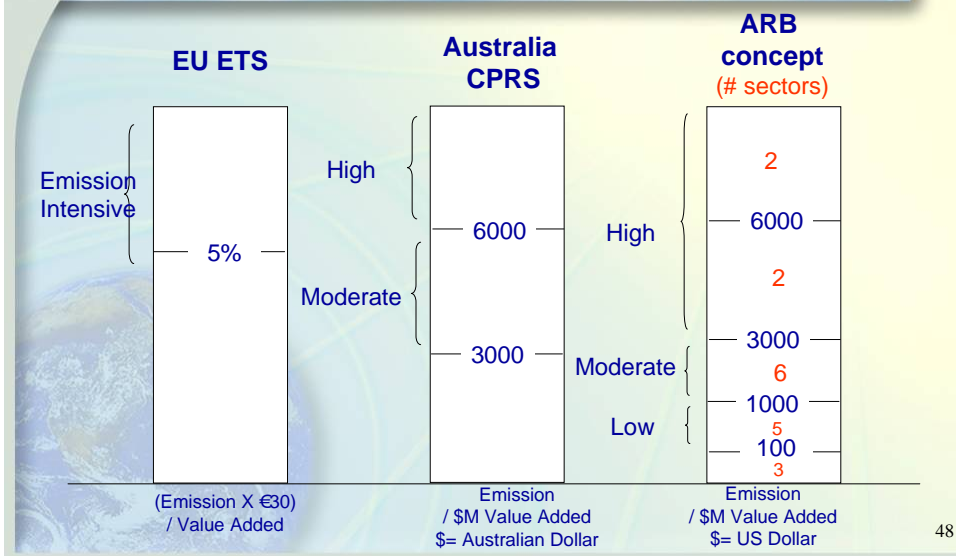 EU ETS
Emission
Intensive
5%
(Emission X €30)
/ Value Added
Australia
CPRS
High
6000
Moderate
3000
Emission
/ $M Value Added
$= Australian Dollar
ARB
concept
(# sectors)
2
6000
High
2
3000
Moderate
6
1000
Low
5
100
3
Emission
/ $M Value Added
$= US Dollar
48